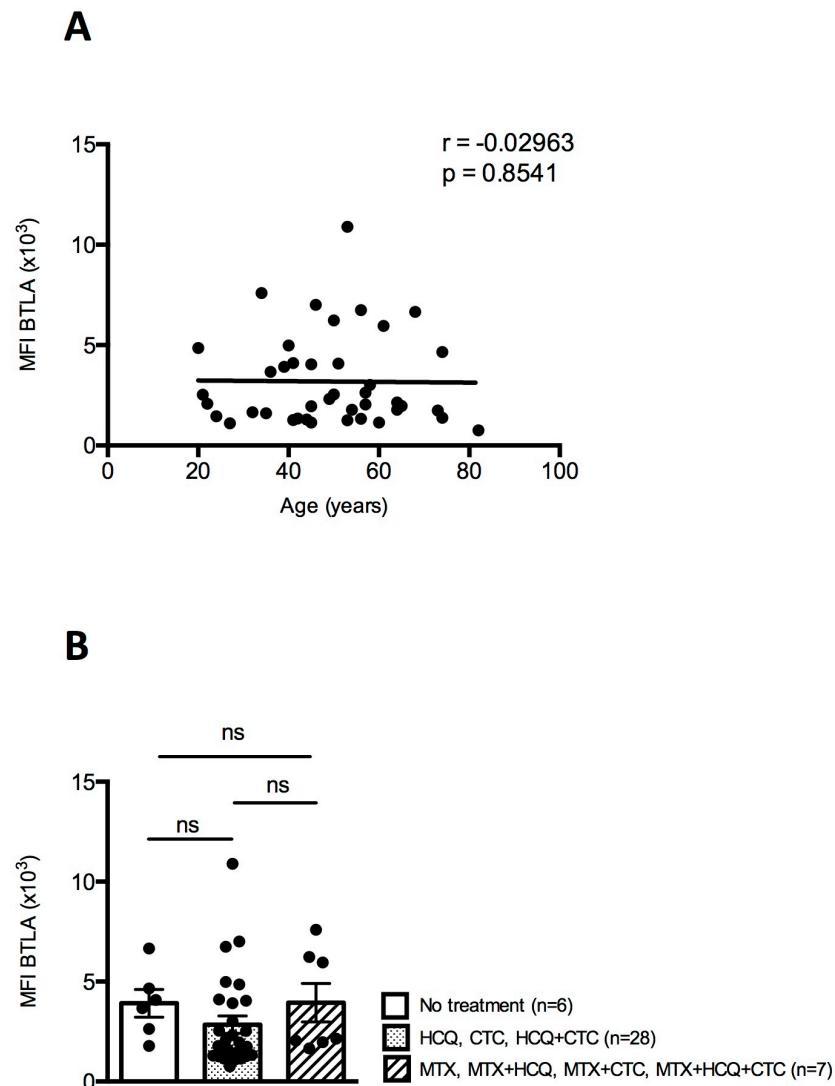 A
15
10
5
0
MFI BTLA (x10³)
r = -0.02963
p = 0.8541
0 20 40 60 80 100
Age (years)
B
ns
ns
ns
15
10
5
0
MFI BTLA (x10³)
No treatment (n=6)
HCQ, CTC, HCQ+CTC (n=28)
MTX, MTX+HCQ, MTX+CTC, MTX+HCQ+CTC (n=7)